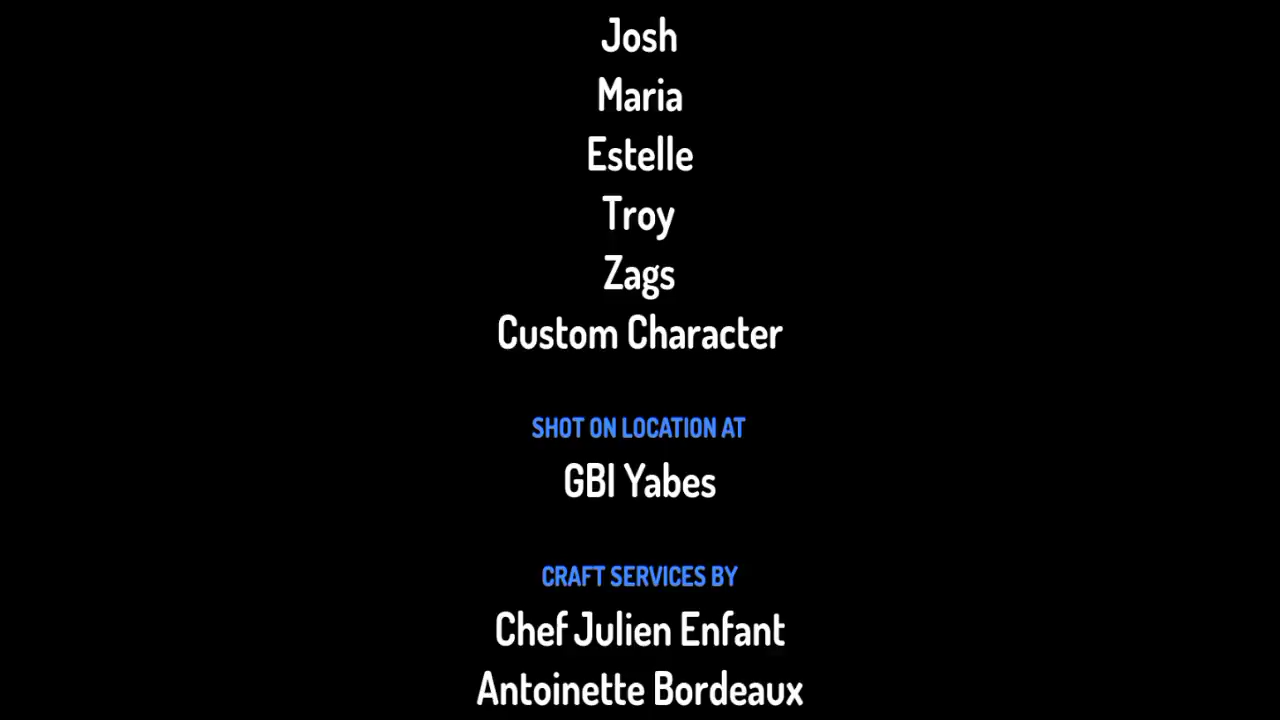 Josh
Maria
Estelle
Troy
Zags
Custom Character
SHOT ON LOCATION AT
GBI Yabes
CRAFT SERVICES BY
Chef Julien Enfant
Antoinette Bordeaux